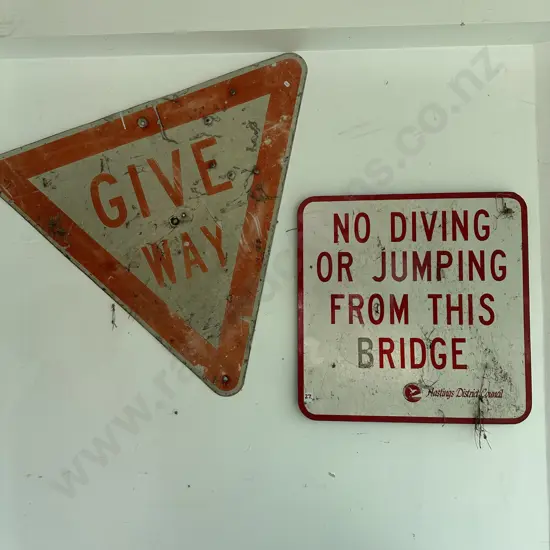 GIVE
WAY
NO DIVING
OR JUMPING
FROM THIS
BRIDGE
Hastings District Council